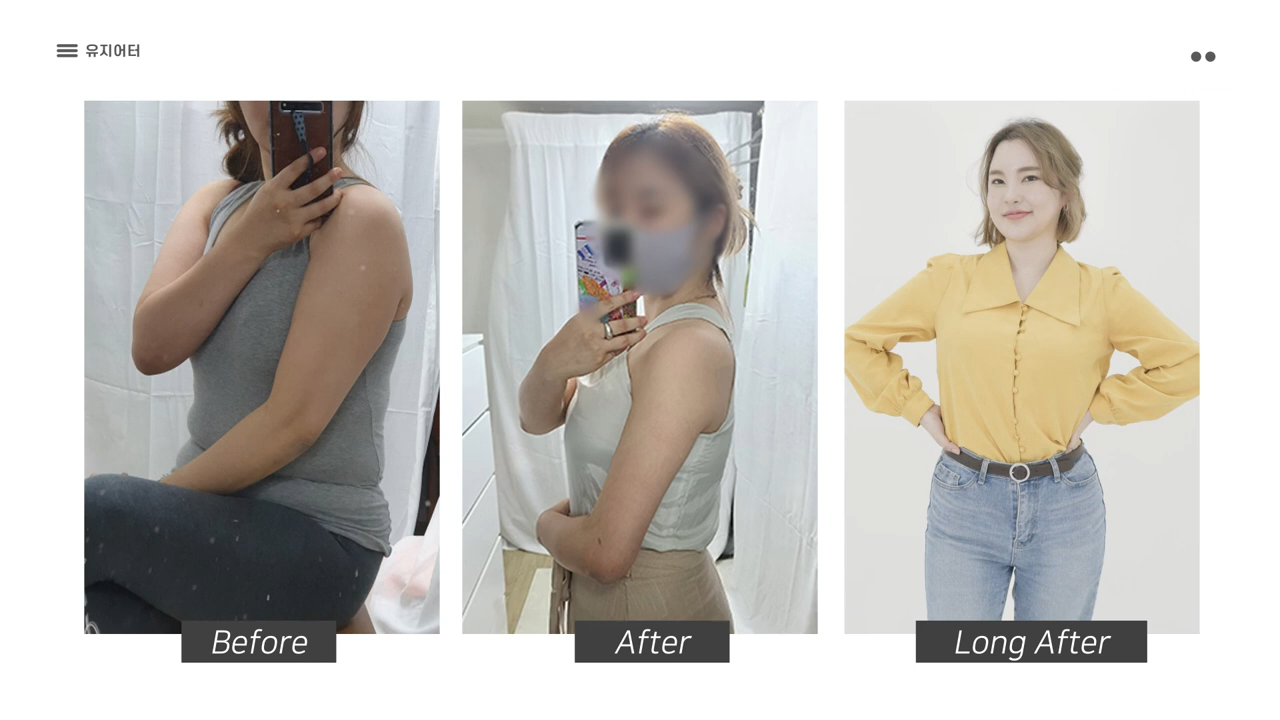 유지어터
Before
After
Long After